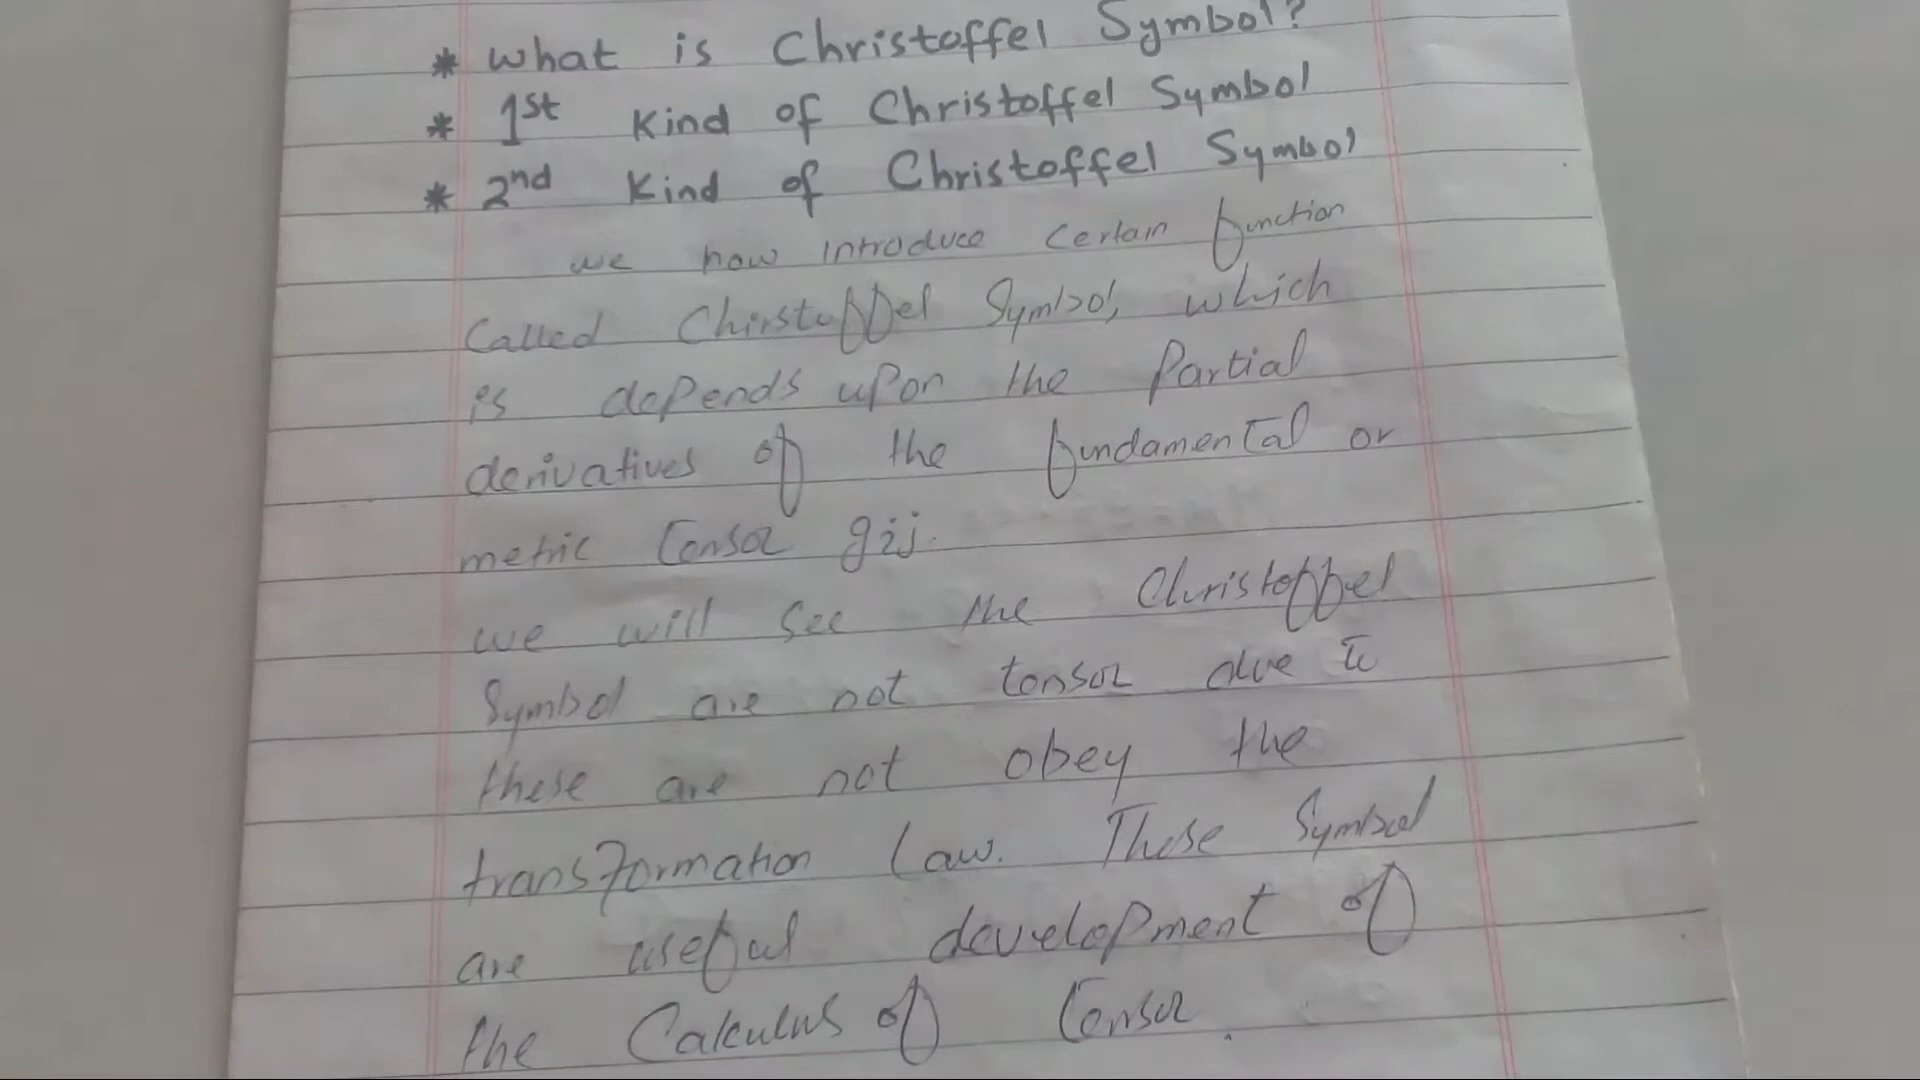 * What is Christoffel Symbol?
* 1st Kind of Christoffel Symbol
* 2nd Kind of Christoffel Symbol
we now introduce certain function
Called Chirstoffel Symbol, which
is depends upon the Partial
derivatives of the fundamental or
metric tensor gij.
we will see the Christoffel
Symbol are not tensor due to
these are not obey the
transformation law. These Symbol
are useful development of
the Calculus of tensor.